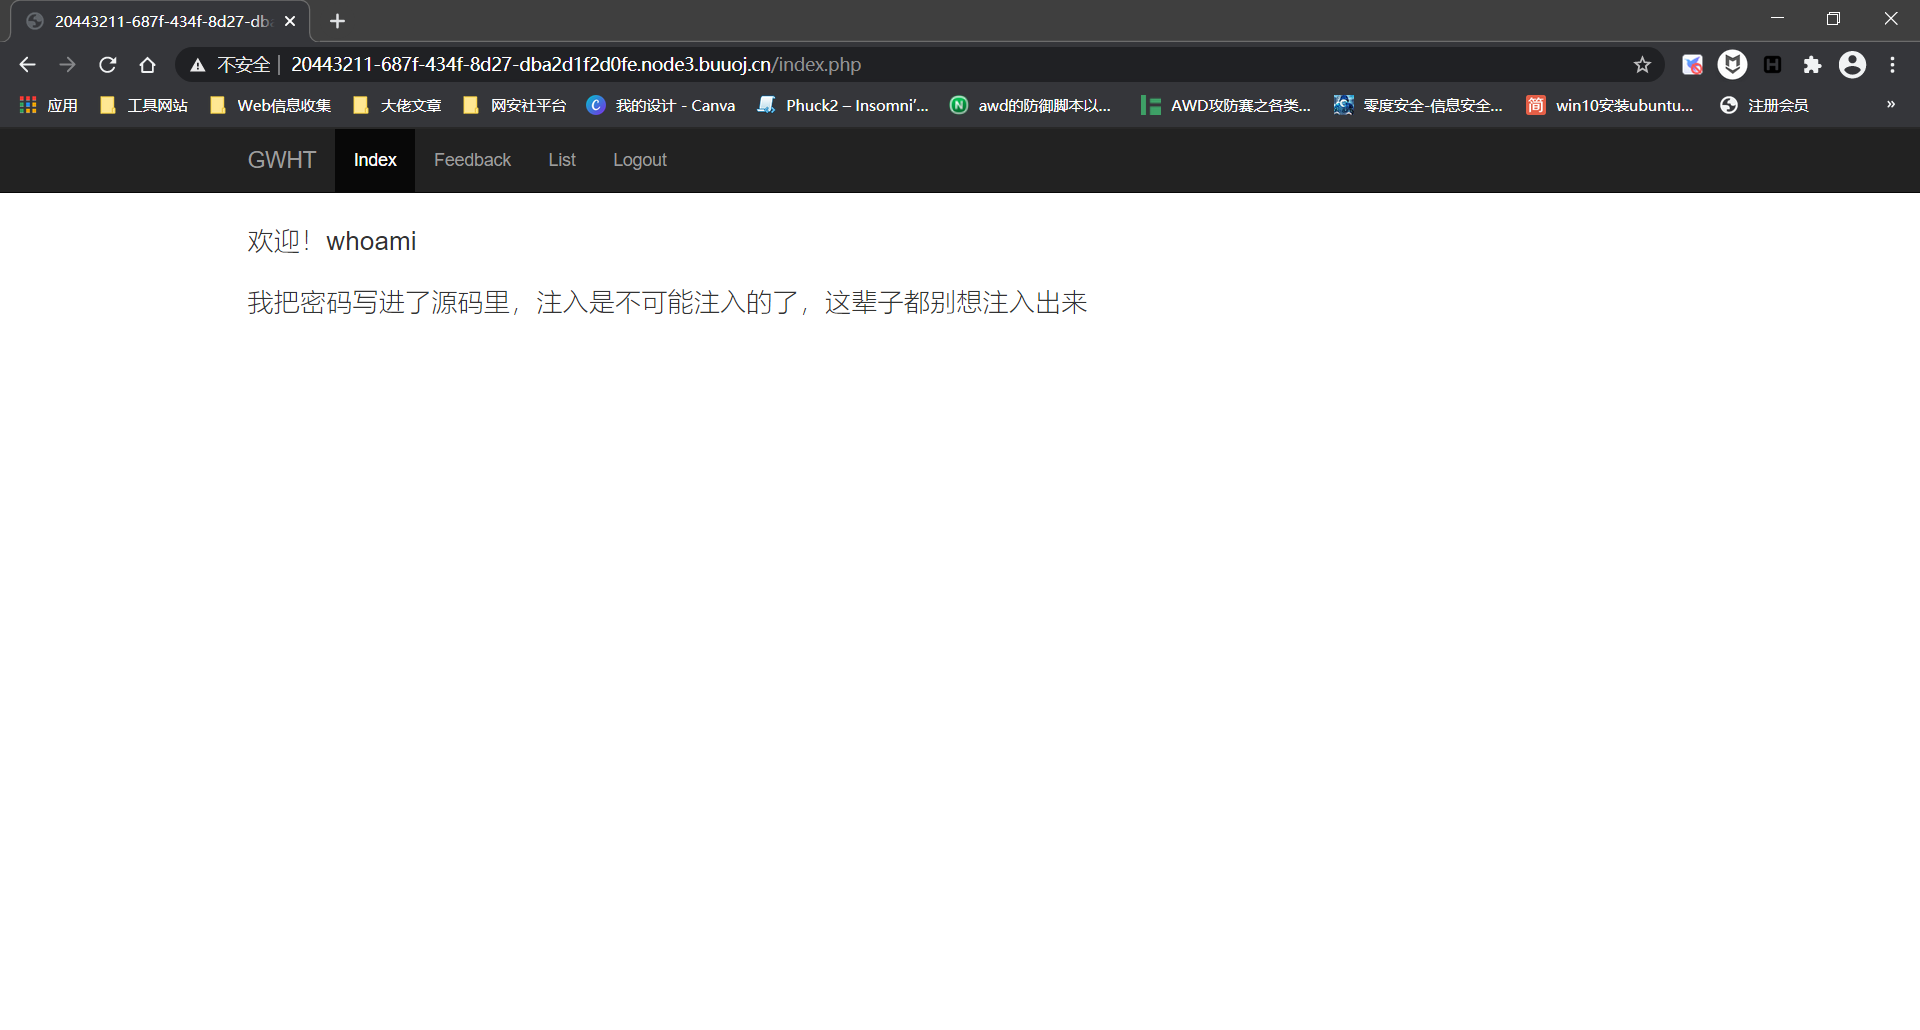 20443211-687f-434f-8d27-db
不安全 | 20443211-687f-434f-8d27-dba2d1f2d0fe.node3.buuoj.cn/index.php
应用 工具网站 Web信息收集 大佬文章 网安社平台 我的设计 - Canva Phuck2 – Insomni'... awd的防御脚本以... AWD攻防赛之各类... 零度安全-信息安全... win10安装ubuntu... 注册会员 »
GWHT Index Feedback List Logout
欢迎！whoami
我把密码写进了源码里，注入是不可能注入的了，这辈子都别想注入出来